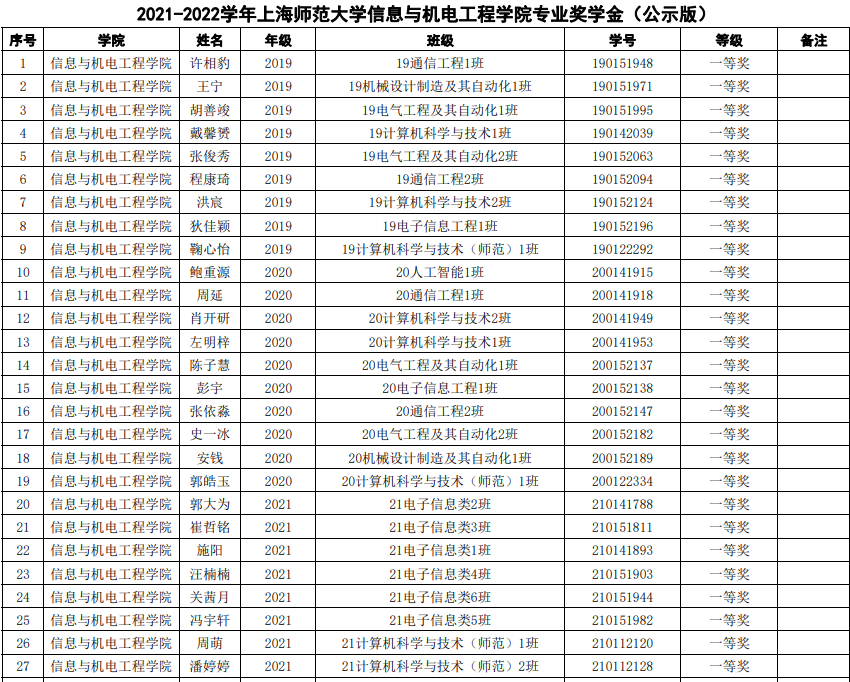 2021-2022学年上海师范大学信息与机电工程学院专业奖学金（公示版）
序号 学院 姓名 年级 班级 学号 等级 备注
1 信息与机电工程学院 许相豹 2019 19通信工程1班 190151948 一等奖
2 信息与机电工程学院 王宁 2019 19机械设计制造及其自动化1班 190151971 一等奖
3 信息与机电工程学院 胡善竣 2019 19电气工程及其自动化1班 190151995 一等奖
4 信息与机电工程学院 戴馨赟 2019 19计算机科学与技术1班 190142039 一等奖
5 信息与机电工程学院 张俊秀 2019 19电气工程及其自动化2班 190152063 一等奖
6 信息与机电工程学院 程康琦 2019 19通信工程2班 190152094 一等奖
7 信息与机电工程学院 洪宸 2019 19计算机科学与技术2班 190152124 一等奖
8 信息与机电工程学院 狄佳颖 2019 19电子信息工程1班 190152196 一等奖
9 信息与机电工程学院 鞠心怡 2019 19计算机科学与技术（师范）1班 190122292 一等奖
10 信息与机电工程学院 鲍重源 2020 20人工智能1班 200141915 一等奖
11 信息与机电工程学院 周延 2020 20通信工程1班 200141918 一等奖
12 信息与机电工程学院 肖开研 2020 20计算机科学与技术2班 200141949 一等奖
13 信息与机电工程学院 左明梓 2020 20计算机科学与技术1班 200141953 一等奖
14 信息与机电工程学院 陈子慧 2020 20电气工程及其自动化1班 200152137 一等奖
15 信息与机电工程学院 彭宇 2020 20电子信息工程1班 200152138 一等奖
16 信息与机电工程学院 张依淼 2020 20通信工程2班 200152147 一等奖
17 信息与机电工程学院 史一冰 2020 20电气工程及其自动化2班 200152182 一等奖
18 信息与机电工程学院 安钱 2020 20机械设计制造及其自动化1班 200152189 一等奖
19 信息与机电工程学院 郭皓玉 2020 20计算机科学与技术（师范）1班 200122334 一等奖
20 信息与机电工程学院 郭大为 2021 21电子信息类2班 210141788 一等奖
21 信息与机电工程学院 崔哲铭 2021 21电子信息类3班 210151811 一等奖
22 信息与机电工程学院 施阳 2021 21电子信息类1班 210141893 一等奖
23 信息与机电工程学院 汪楠楠 2021 21电子信息类4班 210151903 一等奖
24 信息与机电工程学院 关茜月 2021 21电子信息类6班 210151944 一等奖
25 信息与机电工程学院 冯宇轩 2021 21电子信息类5班 210151982 一等奖
26 信息与机电工程学院 周萌 2021 21计算机科学与技术（师范）1班 210112120 一等奖
27 信息与机电工程学院 潘婷婷 2021 21计算机科学与技术（师范）2班 210112128 一等奖